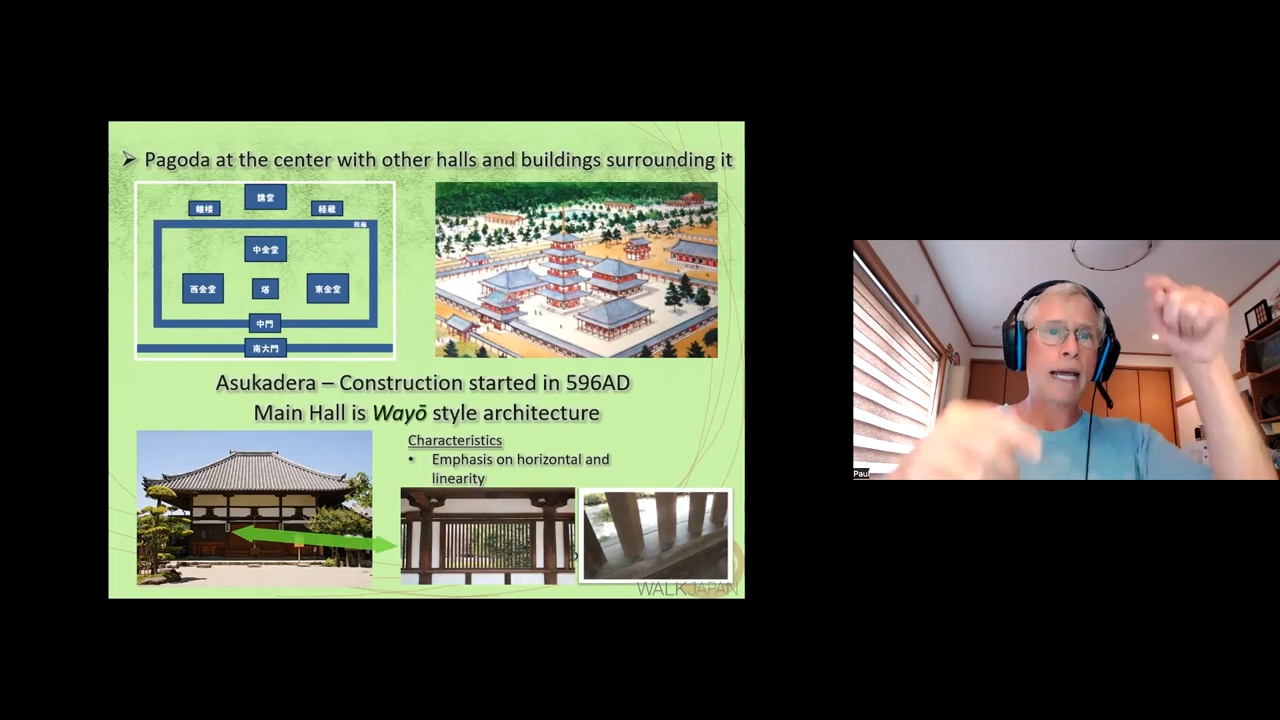 Pagoda at the center with other halls and buildings surrounding it
講堂
鐘楼
経蔵
回廊
中金堂
西金堂
塔
東金堂
中門
南大門
Asukadera – Construction started in 596AD
Main Hall is Wayō style architecture
Characteristics
• Emphasis on horizontal and
linearity
WALKJAPAN
Paul